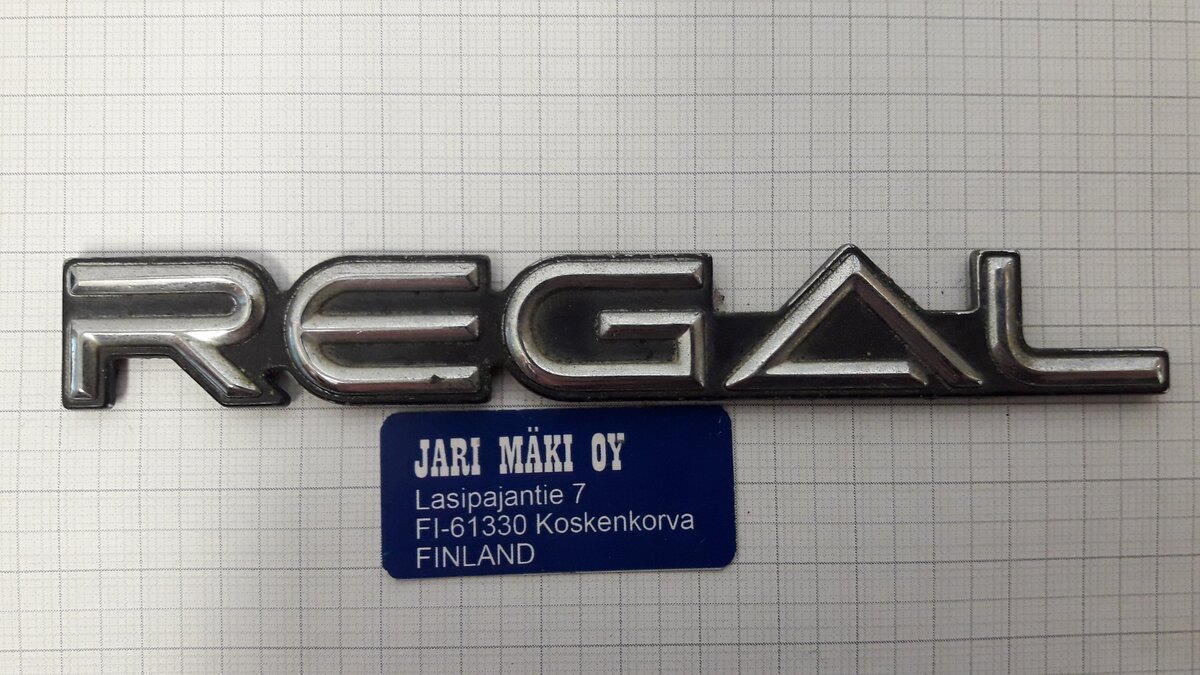 REGAL
JARI MÄKI OY
Lasipajantie 7
FI-61330 Koskenkorva
FINLAND